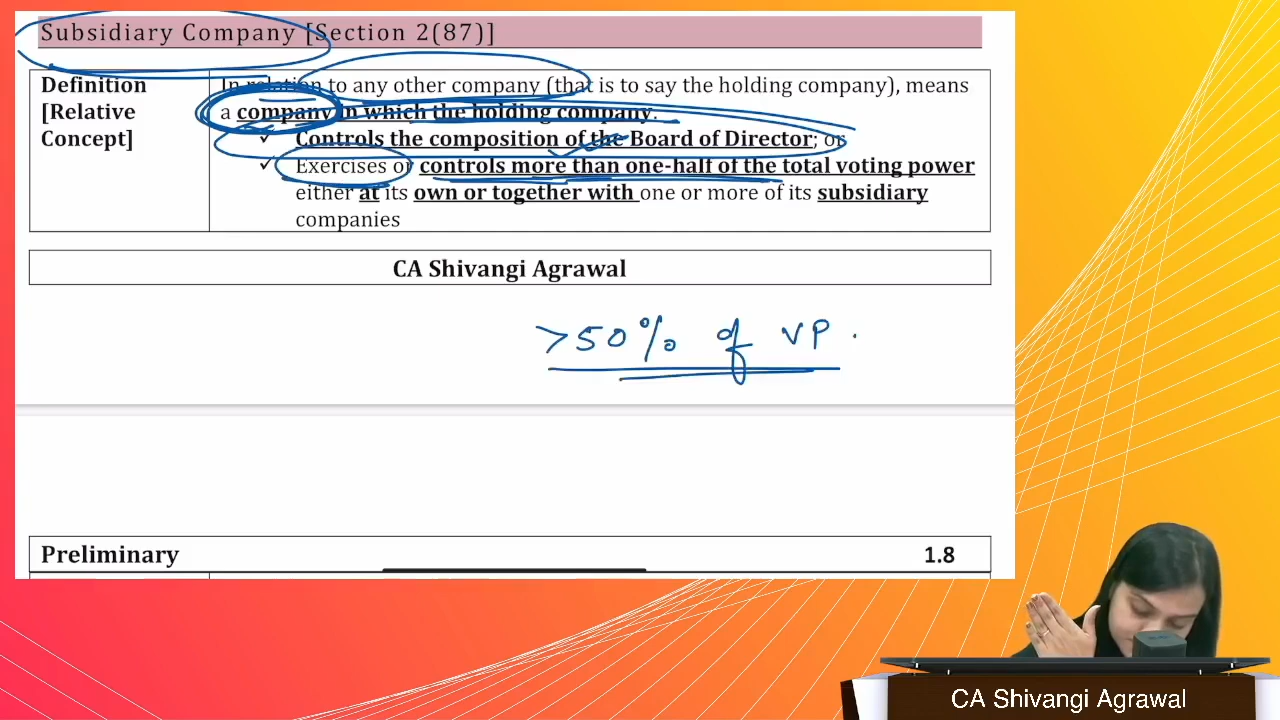 Subsidiary Company [Section 2(87)]
Definition
[Relative
Concept]
In relation to any other company (that is to say the holding company), means
a company in which the holding company:
✓ Controls the composition of the Board of Director; or
✓ Exercises or controls more than one-half of the total voting power
either at its own or together with one or more of its subsidiary
companies
CA Shivangi Agrawal
>50% of VP.
Preliminary 1.8
CA Shivangi Agrawal